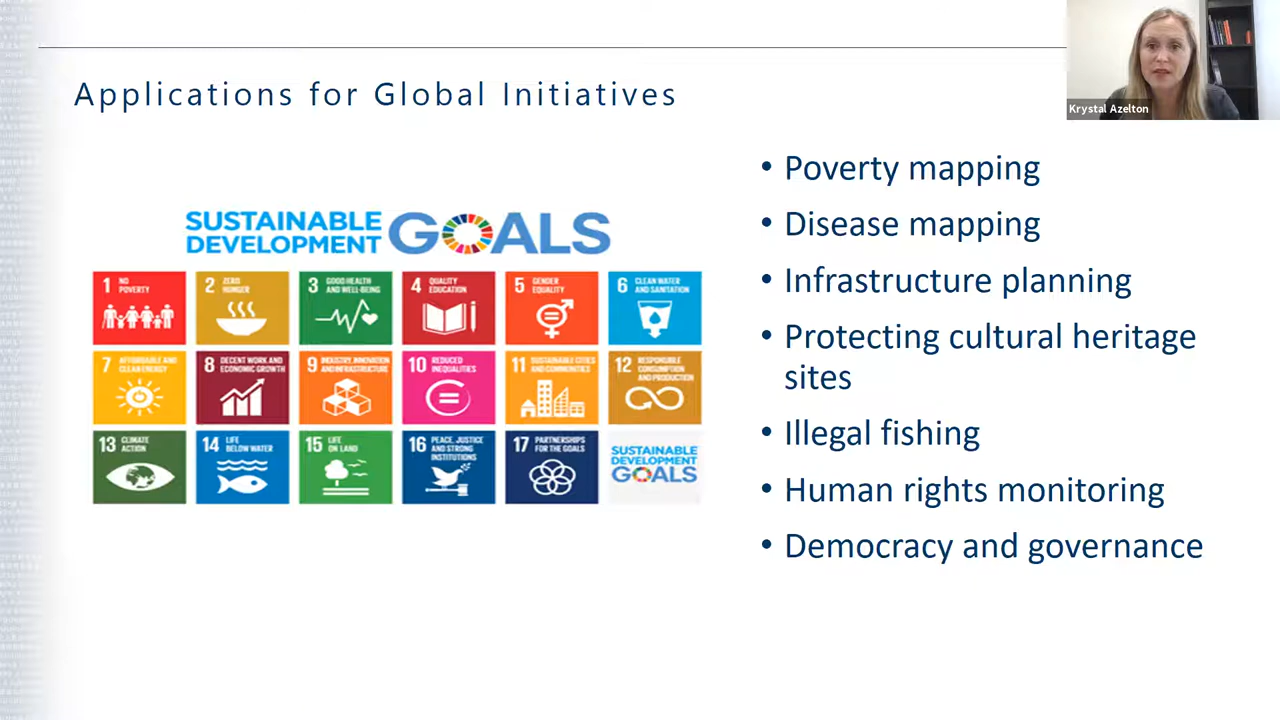 Applications for Global Initiatives
Krystal Azelton
SUSTAINABLE
DEVELOPMENT GOALS
1 NO
POVERTY
2 ZERO
HUNGER
3 GOOD HEALTH
AND WELL-BEING
4 QUALITY
EDUCATION
5 GENDER
EQUALITY
6 CLEAN WATER
AND SANITATION
7 AFFORDABLE AND
CLEAN ENERGY
8 DECENT WORK AND
ECONOMIC GROWTH
9 INDUSTRY, INNOVATION
AND INFRASTRUCTURE
10 REDUCED
INEQUALITIES
11 SUSTAINABLE CITIES
AND COMMUNITIES
12 RESPONSIBLE
CONSUMPTION
AND PRODUCTION
13 CLIMATE
ACTION
14 LIFE
BELOW WATER
15 LIFE
ON LAND
16 PEACE, JUSTICE
AND STRONG
INSTITUTIONS
17 PARTNERSHIPS
FOR THE GOALS
SUSTAINABLE
DEVELOPMENT
GOALS
• Poverty mapping
• Disease mapping
• Infrastructure planning
• Protecting cultural heritage
sites
• Illegal fishing
• Human rights monitoring
• Democracy and governance